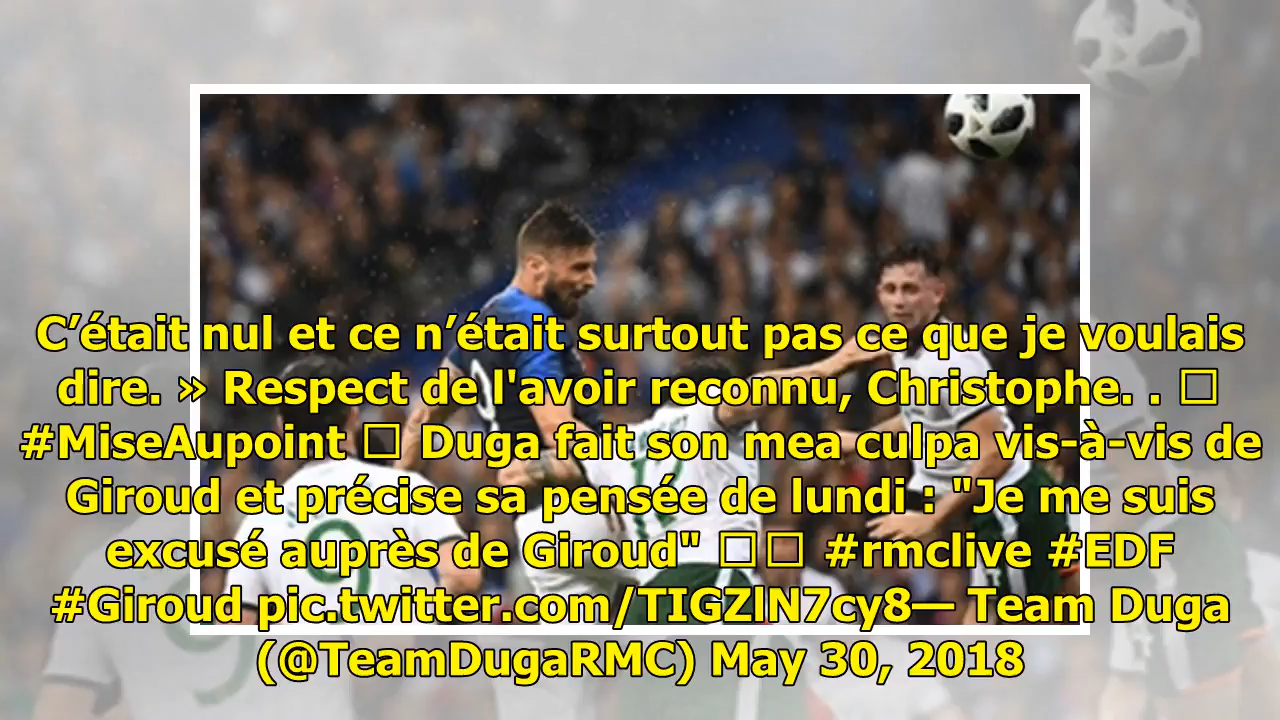 C’était nul et ce n’était surtout pas ce que je voulais
dire. » Respect de l'avoir reconnu, Christophe. . □
#MiseAupoint □ Duga fait son mea culpa vis-à-vis de
Giroud et précise sa pensée de lundi : "Je me suis
excusé auprès de Giroud" □□ #rmclive #EDF
#Giroud pic.twitter.com/TIGZlN7cy8— Team Duga
(@TeamDugaRMC) May 30, 2018
9
12